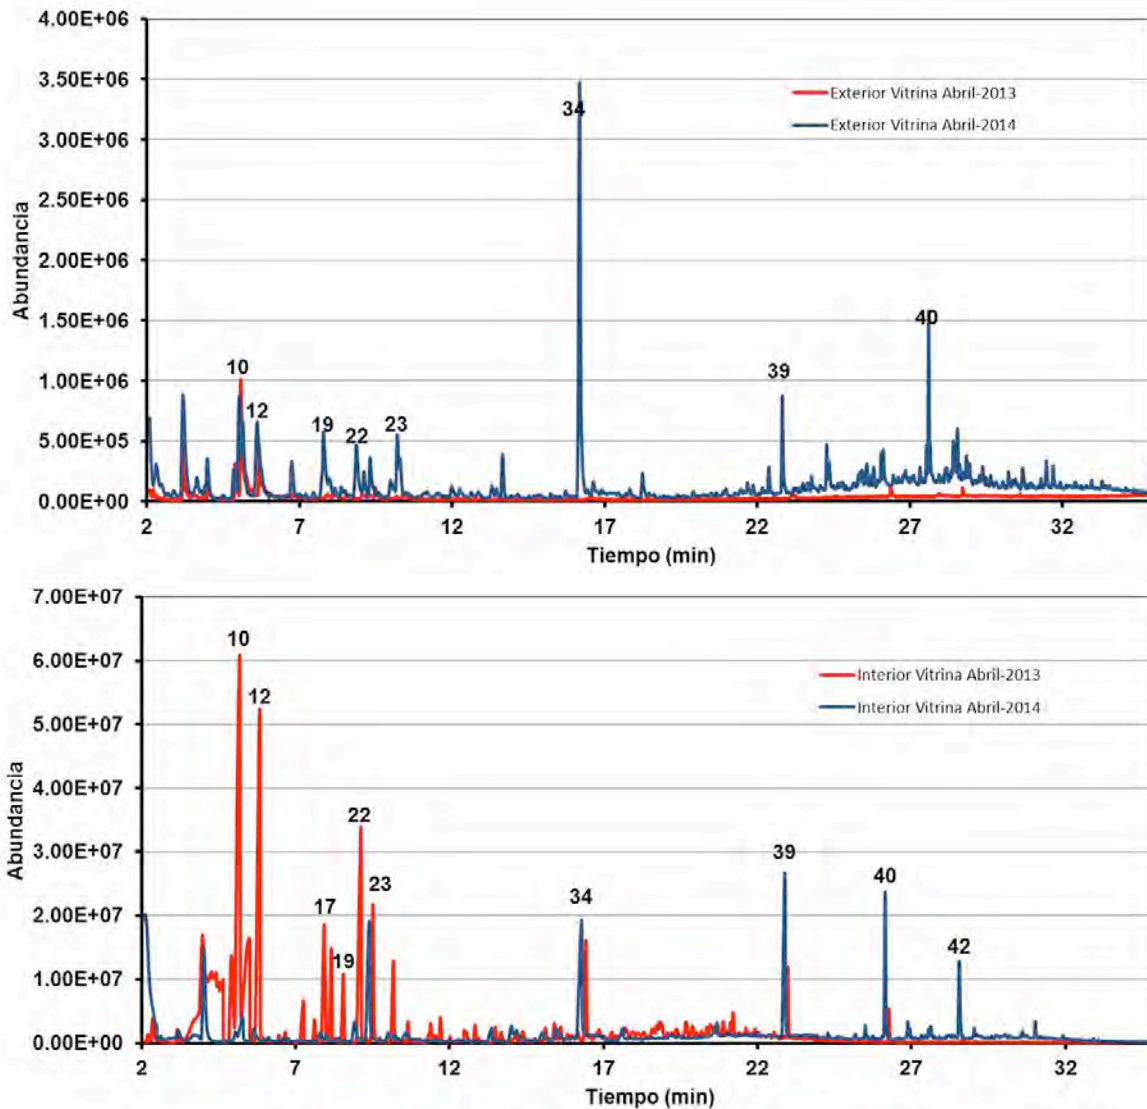 4.00E+06
3.50E+06
3.00E+06
2.50E+06
2.00E+06
1.50E+06
1.00E+06
5.00E+05
0.00E+00
Abundancia
34
Exterior Vitrina Abril-2013
Exterior Vitrina Abril-2014
10
12
19
22
23
39
40
2 7 12 17 22 27 32
Tiempo (min)
7.00E+07
6.00E+07
5.00E+07
4.00E+07
3.00E+07
2.00E+07
1.00E+07
0.00E+00
Abundancia
10
12
Interior Vitrina Abril-2013
Interior Vitrina Abril-2014
22
23
17
19
34
39
40
42
2 7 12 17 22 27 32
Tiempo (min)